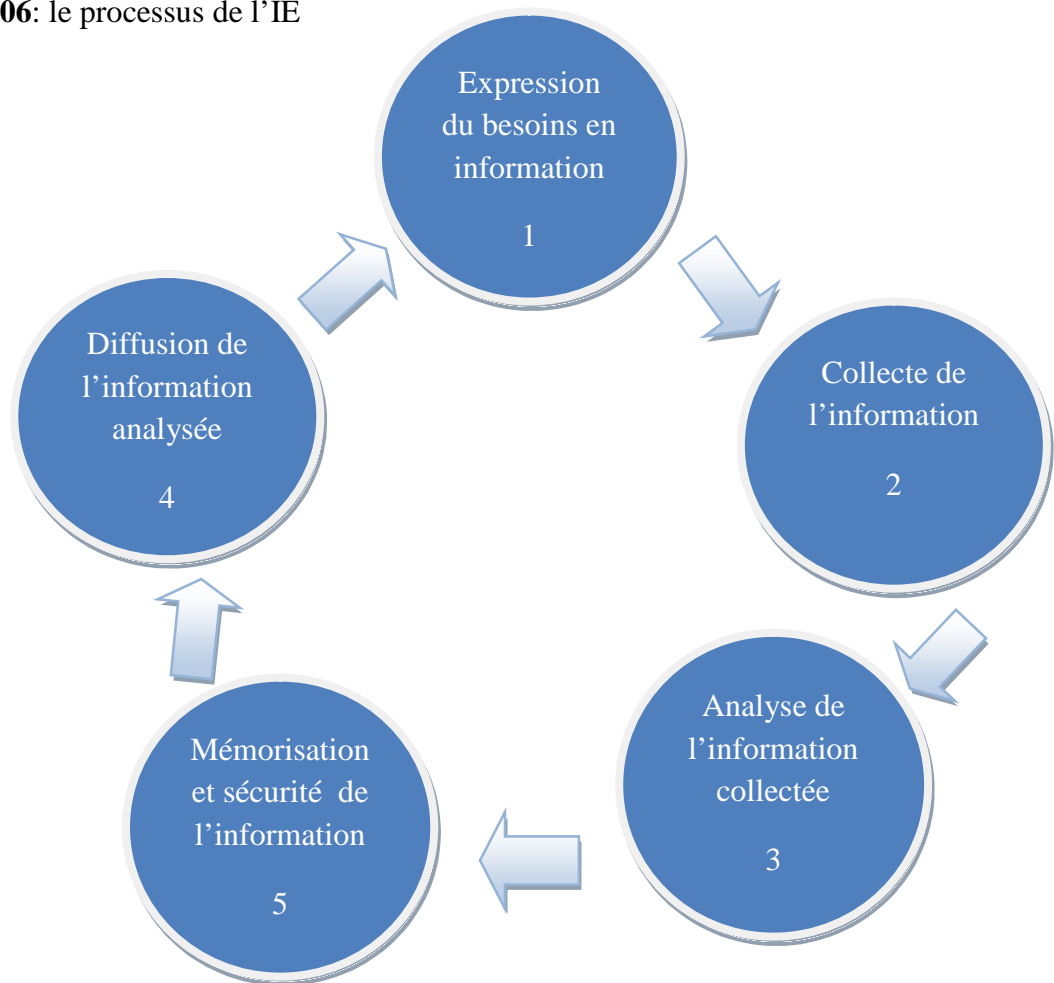 06: le processus de l’IE
Expression
du besoins en
information
1
Collecte de
l’information
2
Analyse de
l’information
collectée
3
Mémorisation
et sécurité de
l’information
5
Diffusion de
l’information
analysée
4